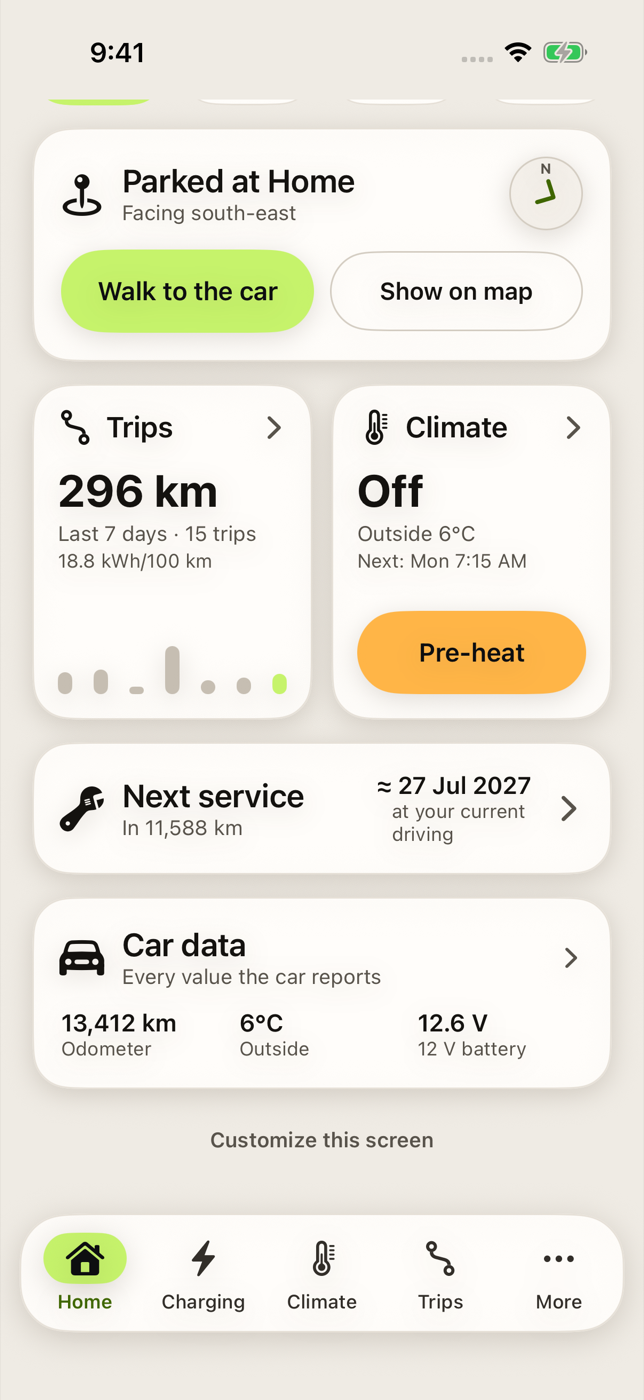 9:41
Parked at Home
Facing south-east
N
Walk to the car
Show on map
Trips
296 km
Last 7 days · 15 trips
18.8 kWh/100 km
Climate
Off
Outside 6°C
Next: Mon 7:15 AM
Pre-heat
Next service
In 11,588 km
≈ 27 Jul 2027
at your current
driving
Car data
Every value the car reports
13,412 km
Odometer
6°C
Outside
12.6 V
12 V battery
Customize this screen
Home
Charging
Climate
Trips
More